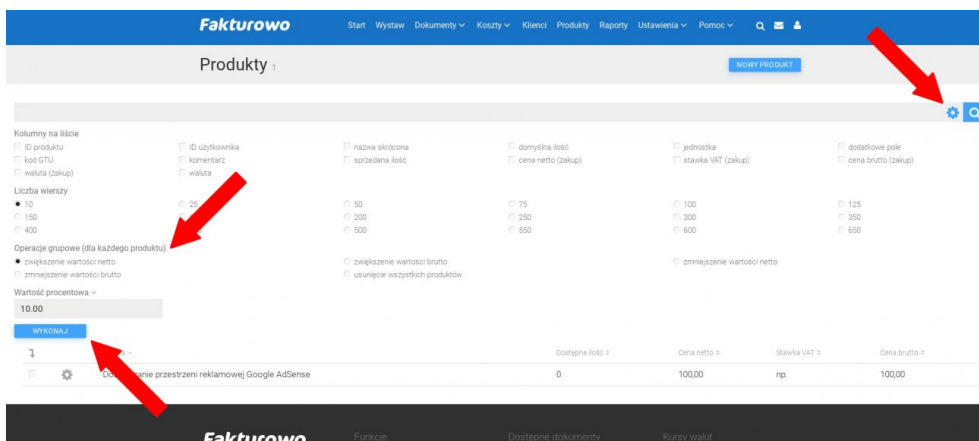 Fakturowo Start Wystaw Dokumenty Koszty Klienci Produkty Raporty Ustawienia Pomoc
Produkty 1 NOWY PRODUKT
Kolumny na liście
ID produktu ID użytkownika nazwa skrócona domyślna ilość jednostka dodatkowe pole
kod GTU komentarz sprzedana ilość cena netto (zakup) stawka VAT (zakup) cena brutto (zakup)
waluta (zakup) waluta
Liczba wierszy
10 25 50 75 100 125
150 200 250 300 350
400 500 550 600 650
Operacje grupowe (dla każdego produktu)
zwiększenie wartości netto zwiększenie wartości brutto zmniejszenie wartości netto
zmniejszenie wartości brutto usunięcie wszystkich produktów
Wartość procentowa
10.00
WYKONAJ
Dostępna ilość Cena netto Stawka VAT Cena brutto
przestrzeni reklamowej Google AdSense 0 100,00 np. 100,00
Fakturowo Funkcje Dostępne dokumenty Kursy walut